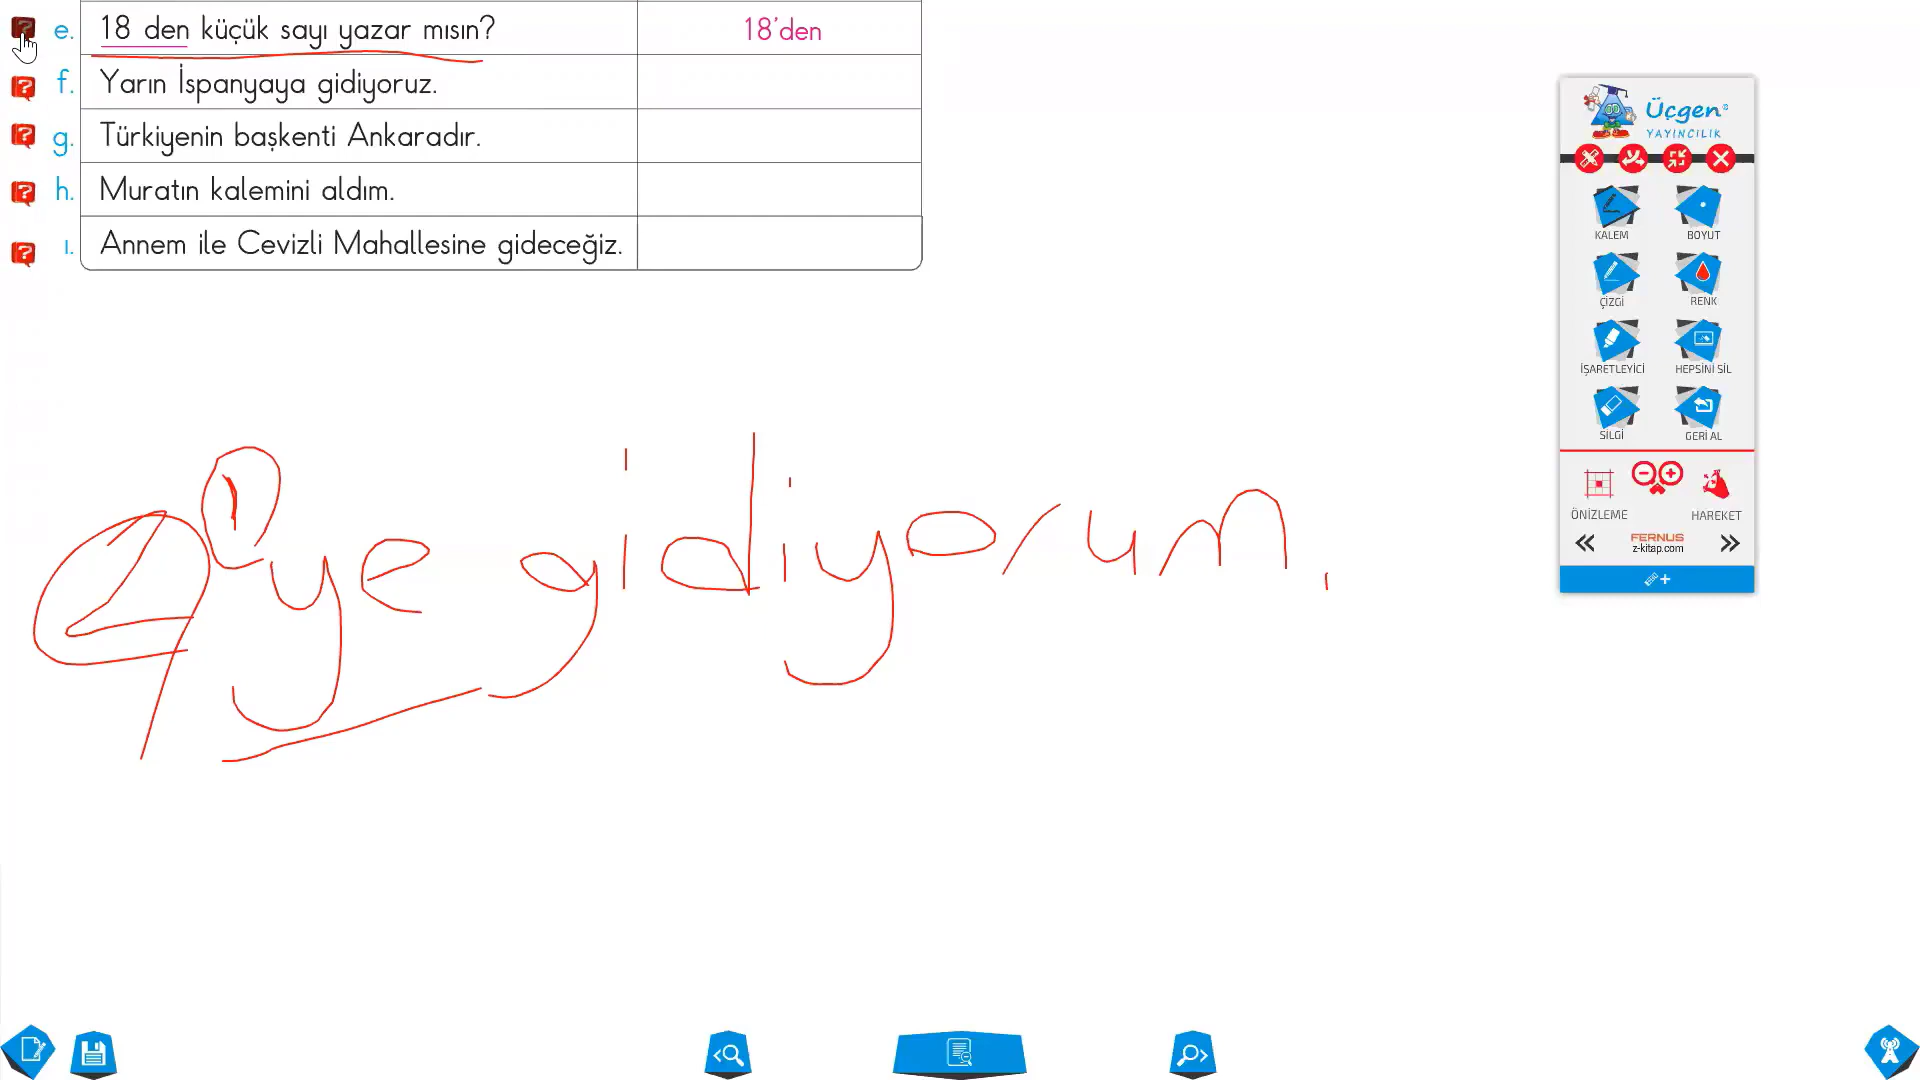 e. 18 den küçük sayı yazar mısın? 18'den
f. Yarın İspanyaya gidiyoruz.
g. Türkiyenin başkenti Ankaradır.
h. Muratın kalemini aldım.
ı. Annem ile Cevizli Mahallesine gideceğiz.
4'ye gidiyorum.
Üçgen
YAYINCILIK
KALEM BOYUT
ÇİZGİ RENK
İŞARETLEYİCİ HEPSİNİ SİL
SİLGİ GERİ AL
ÖNİZLEME HAREKET
FERNUS
z-kitap.com